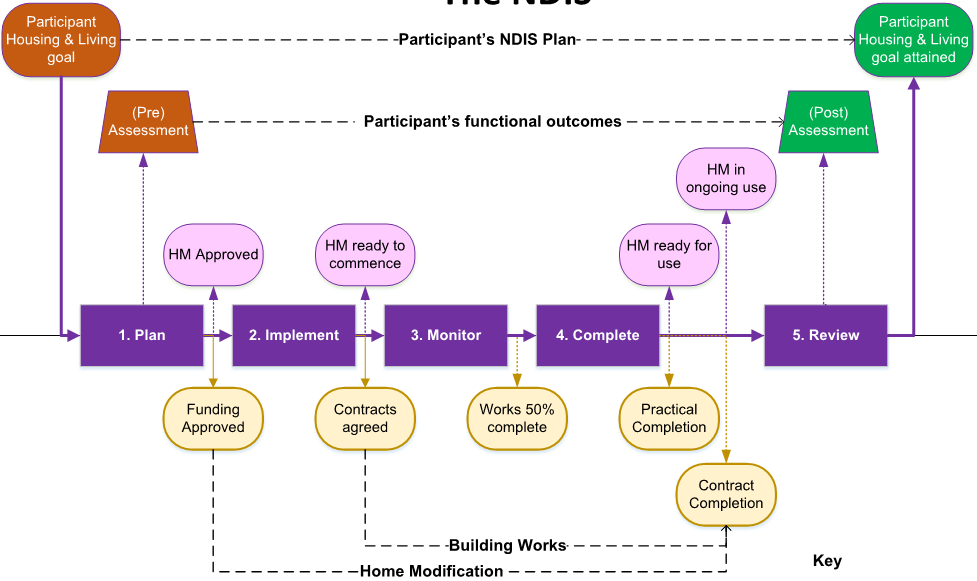 The NDIS
Participant
Housing & Living
goal
Participant's NDIS Plan
Participant
Housing & Living
goal attained
(Pre)
Assessment
Participant's functional outcomes
(Post)
Assessment
HM in
ongoing use
HM Approved
HM ready to
commence
HM ready for
use
1. Plan
2. Implement
3. Monitor
4. Complete
5. Review
Funding
Approved
Contracts
agreed
Works 50%
complete
Practical
Completion
Contract
Completion
Building Works
Home Modification
Key